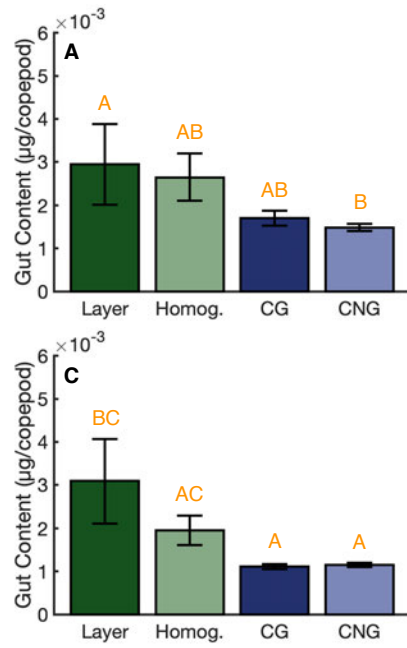 ×10⁻³
A
6
5
4
3
2
1
0
Gut Content (µg/copepod)
A
AB
AB
B
Layer Homog. CG CNG
×10⁻³
C
6
5
4
3
2
1
0
Gut Content (µg/copepod)
BC
AC
A
A
Layer Homog. CG CNG